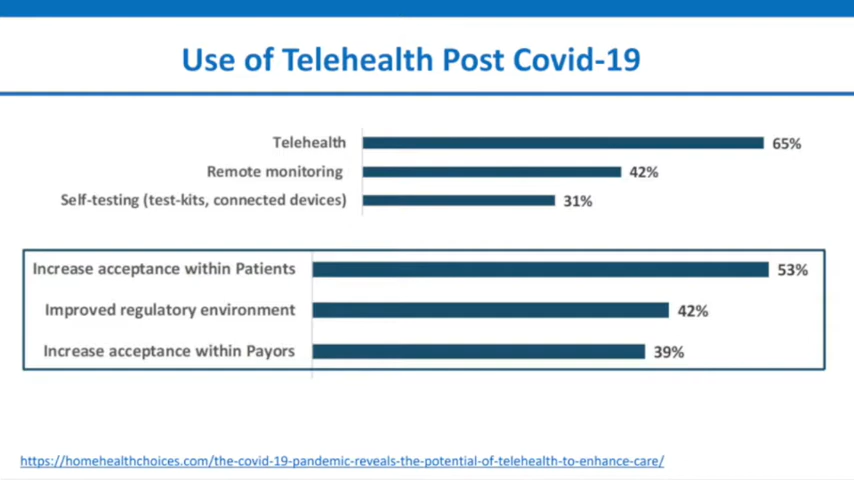 Use of Telehealth Post Covid-19
Telehealth 65%
Remote monitoring 42%
Self-testing (test-kits, connected devices) 31%
Increase acceptance within Patients 53%
Improved regulatory environment 42%
Increase acceptance within Payors 39%
https://homehealthchoices.com/the-covid-19-pandemic-reveals-the-potential-of-telehealth-to-enhance-care/